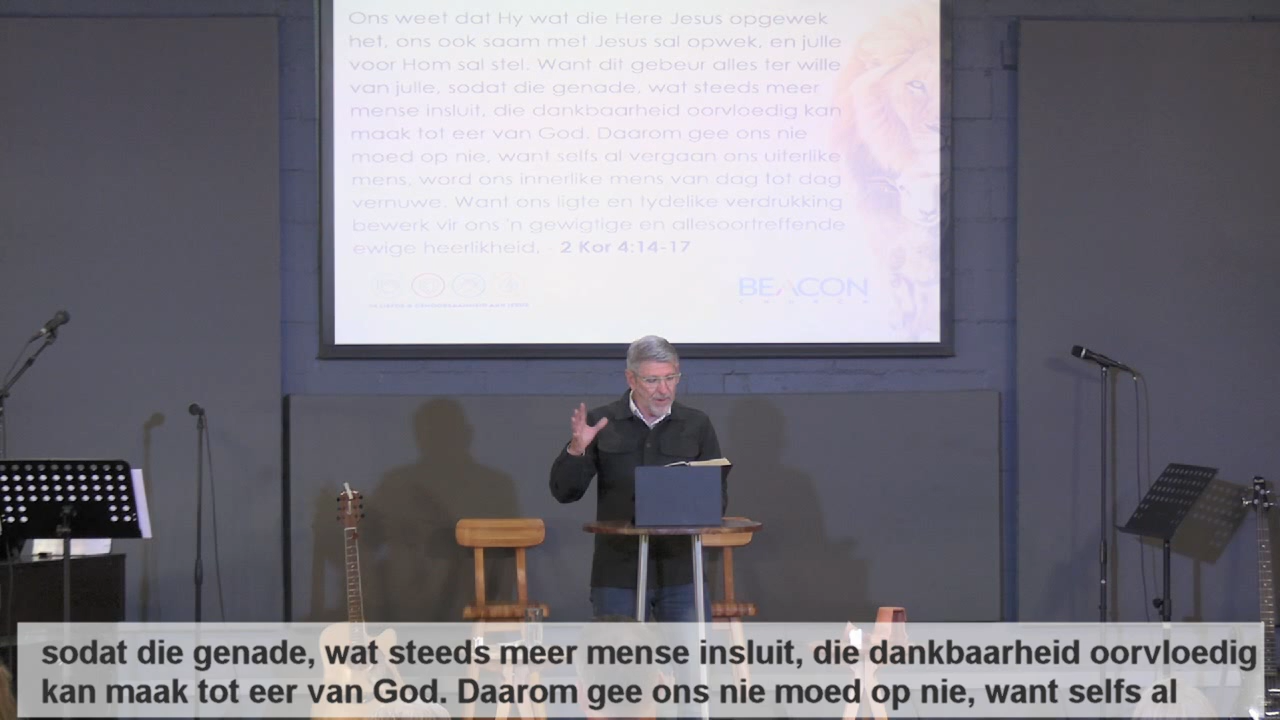 Ons weet dat Hy wat die Here Jesus opgewek
het, ons ook saam met Jesus sal opwek, en julle
voor Hom sal stel. Want dit gebeur alles ter wille
van julle, sodat die genade, wat steeds meer
mense insluit, die dankbaarheid oorvloedig kan
maak tot eer van God. Daarom gee ons nie
moed op nie, want selfs al vergaan ons uiterlike
mens, word ons innerlike mens van dag tot dag
vernuwe. Want ons ligte en tydelike verdrukking
bewerk vir ons 'n gewigtige en allesoortreffende
ewige heerlikheid. - 2 Kor 4:14-17
BEACON
CHURCH
sodat die genade, wat steeds meer mense insluit, die dankbaarheid oorvloedig
kan maak tot eer van God. Daarom gee ons nie moed op nie, want selfs al